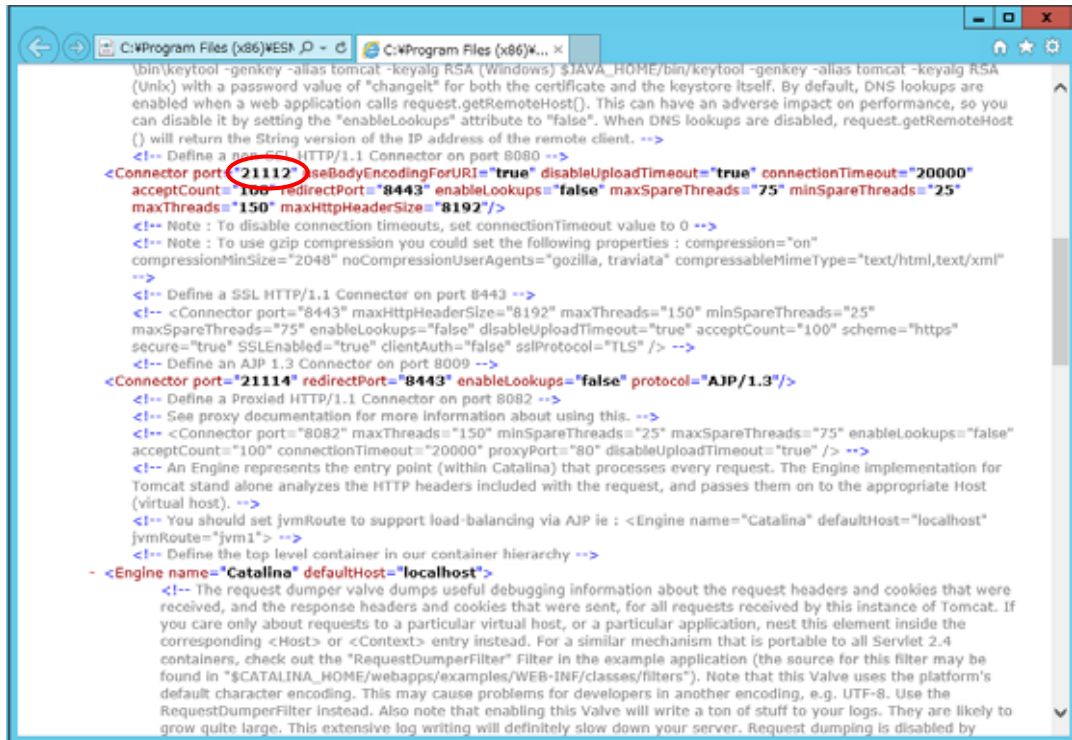 C:¥Program Files (x86)¥ESM
C:¥Program Files (x86)¥... ×
\bin\keytool -genkey -alias tomcat -keyalg RSA (Windows) $JAVA_HOME/bin/keytool -genkey -alias tomcat -keyalg RSA
(Unix) with a password value of "changeit" for both the certificate and the keystore itself. By default, DNS lookups are
enabled when a web application calls request.getRemoteHost(). This can have an adverse impact on performance, so you
can disable it by setting the "enableLookups" attribute to "false". When DNS lookups are disabled, request.getRemoteHost
() will return the String version of the IP address of the remote client. -->
<!-- Define a non-SSL HTTP/1.1 Connector on port 8080 -->
<Connector port="21112" useBodyEncodingForURI="true" disableUploadTimeout="true" connectionTimeout="20000"
acceptCount="100" redirectPort="8443" enableLookups="false" maxSpareThreads="75" minSpareThreads="25"
maxThreads="150" maxHttpHeaderSize="8192"/>
<!-- Note : To disable connection timeouts, set connectionTimeout value to 0 -->
<!-- Note : To use gzip compression you could set the following properties : compression="on"
compressionMinSize="2048" noCompressionUserAgents="gozilla, traviata" compressableMimeType="text/html,text/xml"
-->
<!-- Define a SSL HTTP/1.1 Connector on port 8443 -->
<!-- <Connector port="8443" maxHttpHeaderSize="8192" maxThreads="150" minSpareThreads="25"
maxSpareThreads="75" enableLookups="false" disableUploadTimeout="true" acceptCount="100" scheme="https"
secure="true" SSLEnabled="true" clientAuth="false" sslProtocol="TLS" /> -->
<!-- Define an AJP 1.3 Connector on port 8009 -->
<Connector port="21114" redirectPort="8443" enableLookups="false" protocol="AJP/1.3"/>
<!-- Define a Proxied HTTP/1.1 Connector on port 8082 -->
<!-- See proxy documentation for more information about using this. -->
<!-- <Connector port="8082" maxThreads="150" minSpareThreads="25" maxSpareThreads="75" enableLookups="false"
acceptCount="100" connectionTimeout="20000" proxyPort="80" disableUploadTimeout="true" /> -->
<!-- An Engine represents the entry point (within Catalina) that processes every request. The Engine implementation for
Tomcat stand alone analyzes the HTTP headers included with the request, and passes them on to the appropriate Host
(virtual host). -->
<!-- You should set jvmRoute to support load-balancing via AJP ie : <Engine name="Catalina" defaultHost="localhost"
jvmRoute="jvm1"> -->
<!-- Define the top level container in our container hierarchy -->
- <Engine name="Catalina" defaultHost="localhost">
<!-- The request dumper valve dumps useful debugging information about the request headers and cookies that were
received, and the response headers and cookies that were sent, for all requests received by this instance of Tomcat. If
you care only about requests to a particular virtual host, or a particular application, nest this element inside the
corresponding <Host> or <Context> entry instead. For a similar mechanism that is portable to all Servlet 2.4
containers, check out the "RequestDumperFilter" Filter in the example application (the source for this filter may be
found in "$CATALINA_HOME/webapps/examples/WEB-INF/classes/filters"). Note that this Valve uses the platform's
default character encoding. This may cause problems for developers in another encoding, e.g. UTF-8. Use the
RequestDumperFilter instead. Also note that enabling this Valve will write a ton of stuff to your logs. They are likely to
grow quite large. This extensive log writing will definitely slow down your server. Request dumping is disabled by